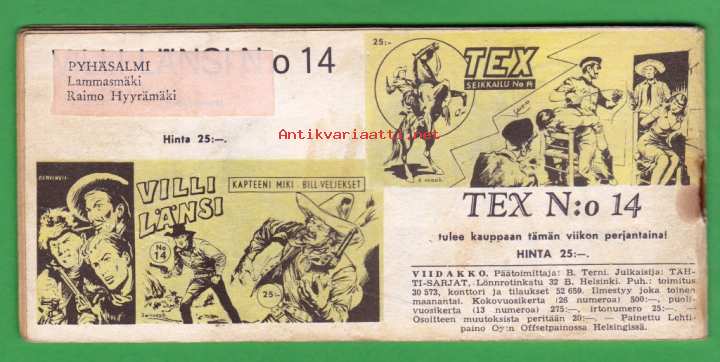 o 14
PYHÄSALMI
Lammasmäki
Raimo Hyyrämäki
Hinta 25:—.
VILLI
LÄNSI
KAPTEENI MIKI - BILL-VELJEKSET
No
14
25:-
25:-
TEX
SEIKKAILU No 14
Antikvariaatti.net
TEX N:o 14
tulee kauppaan tämän viikon perjantaina!
HINTA 25:—.
VIIDAKKO. Päätoimittaja: B. Terni. Julkaisija: TÄH-
TI-SARJAT, Lönnrotinkatu 32 B. Helsinki. Puh.: toimitus
30 573, konttori ja tilaukset 52 659. Ilmestyy joka toinen
maanantai. Kokovuosikerta (26 numeroa) 500:—, puoli-
vuosikerta (13 numeroa) 275:—, irtonumero 25:—. —
Osoitteen muutoksista peritään 20:—. — Painettu Lehti-
paino Oy:n Offsetpainossa Helsingissä.